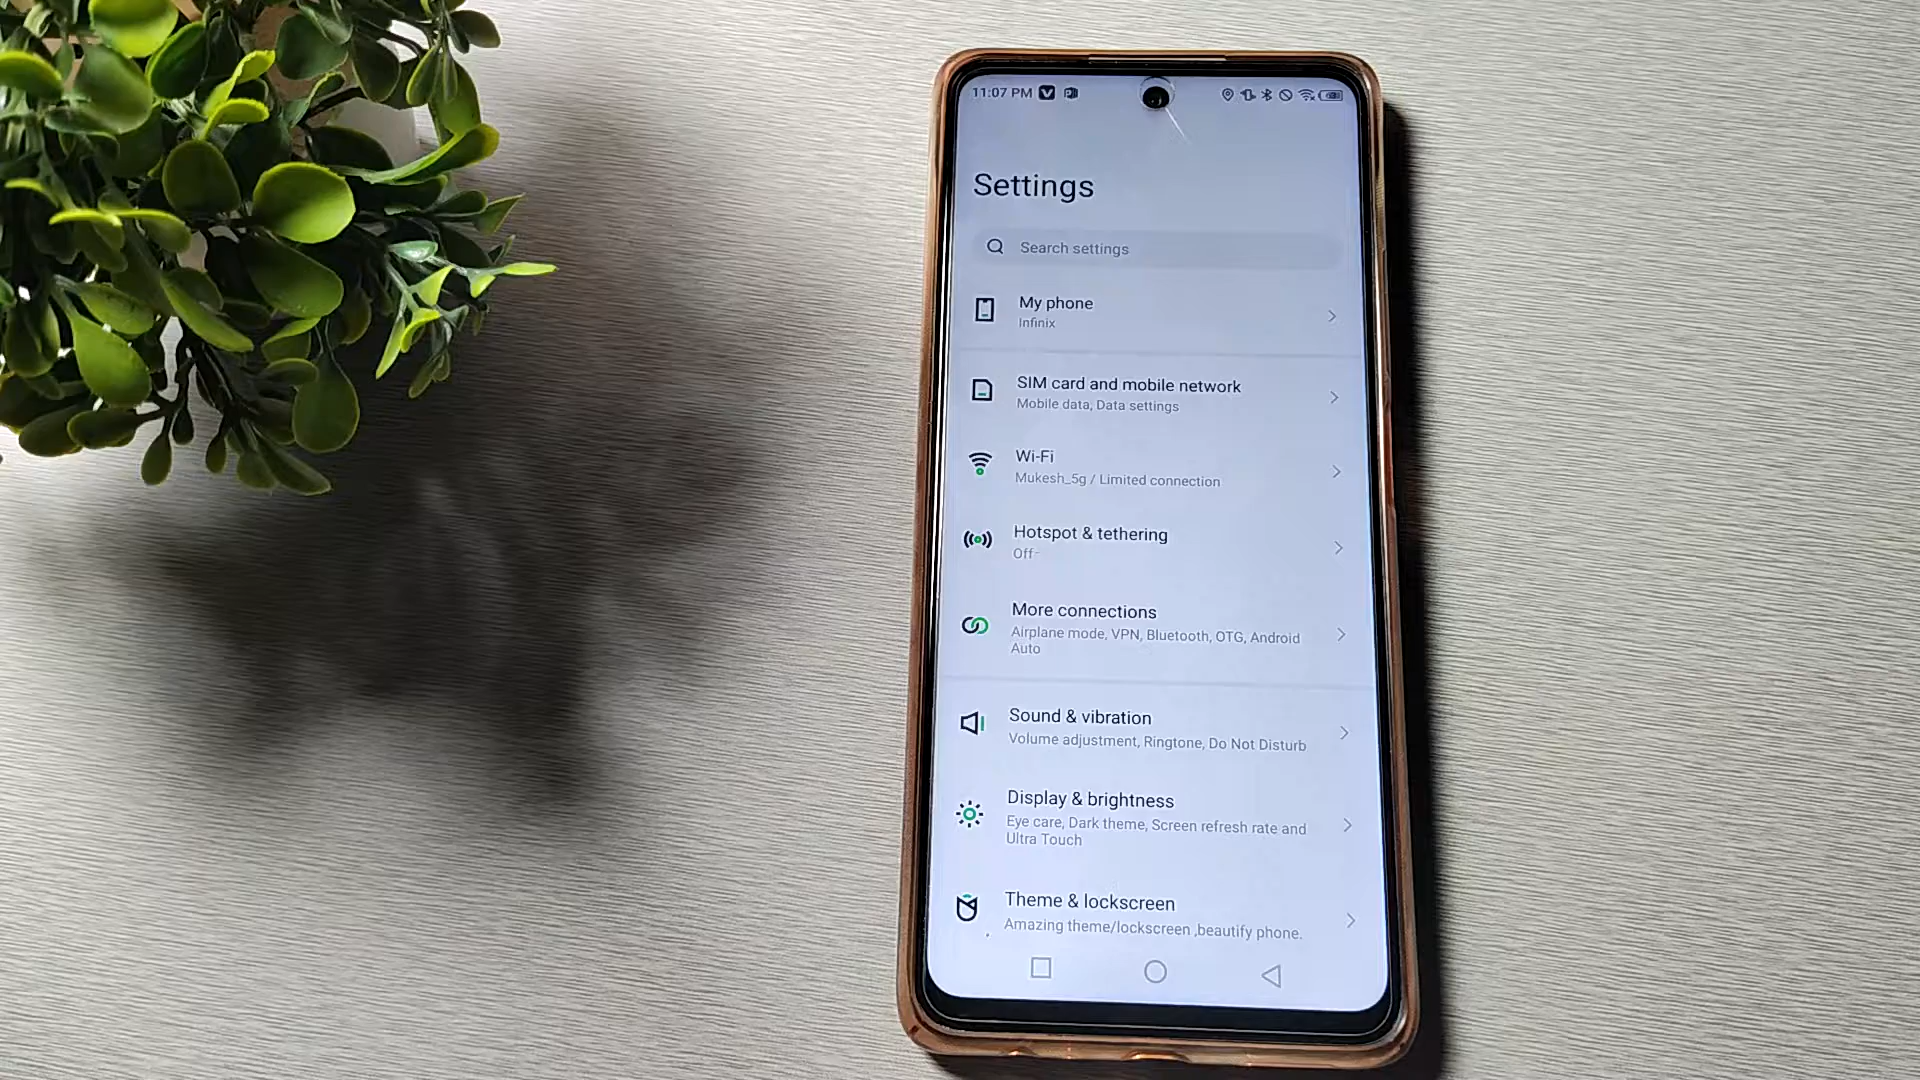 11:07 PM
Settings
Search settings
My phone
Infinix
SIM card and mobile network
Mobile data, Data settings
Wi-Fi
Mukesh_5g / Limited connection
Hotspot & tethering
Off
More connections
Airplane mode, VPN, Bluetooth, OTG, Android
Auto
Sound & vibration
Volume adjustment, Ringtone, Do Not Disturb
Display & brightness
Eye care, Dark theme, Screen refresh rate and
Ultra Touch
Theme & lockscreen
Amazing theme/lockscreen ,beautify phone.